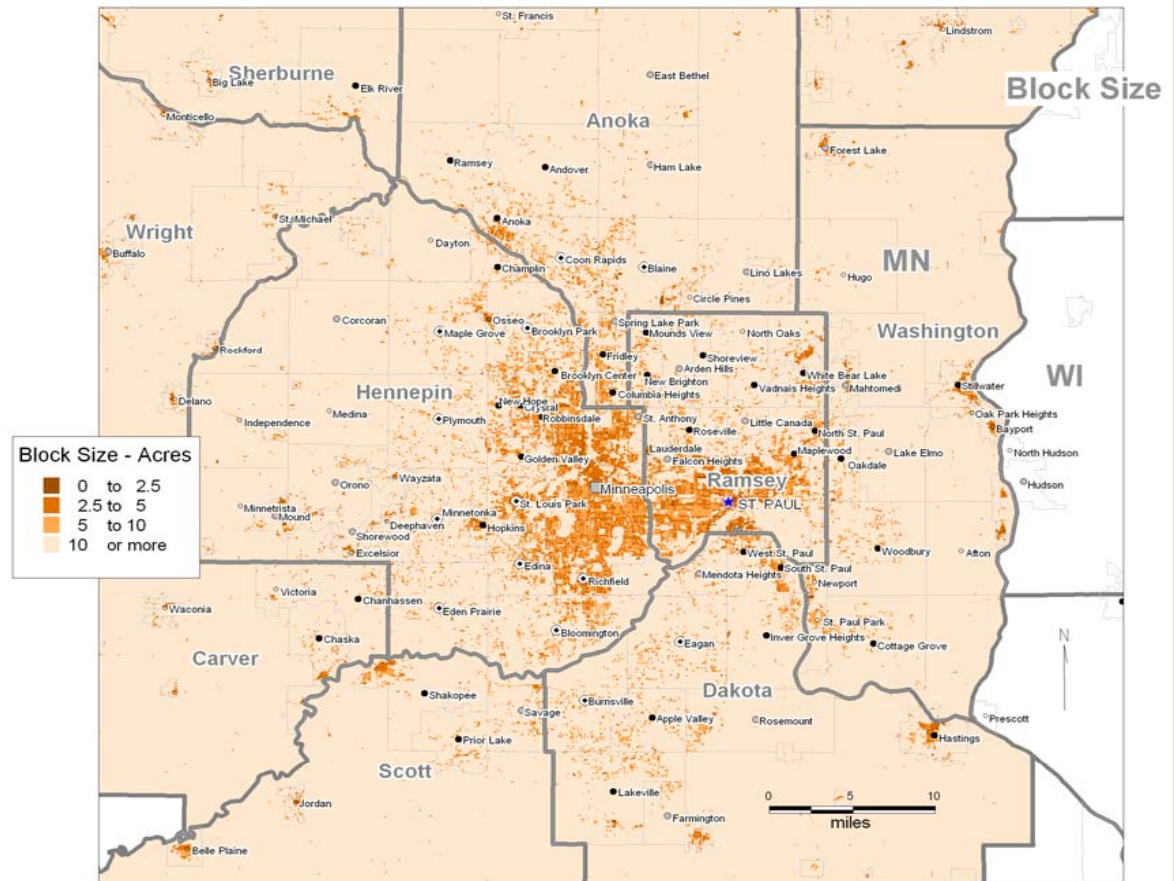 St. Francis
Lindstrom
Sherburne
Big Lake
Elk River
East Bethel
Block Size
Monticello
Anoka
Forest Lake
Ramsey
Andover
Ham Lake
St. Michael
Anoka
Wright
Dayton
Buffalo
Coon Rapids
MN
Champlin
Blaine
Lino Lakes
Hugo
Circle Pines
Corcoran
Osseo
Spring Lake Park
Maple Grove
Brooklyn Park
Mounds View
North Oaks
Washington
Rockford
Fridley
Shoreview
Arden Hills
Brooklyn Center
White Bear Lake
WI
New Brighton
Vadnais Heights
Mahtomedi
Stillwater
Hennepin
Columbia Heights
Delano
New Hope
Crystal
Medina
Robbinsdale
Oak Park Heights
Independence
Plymouth
St. Anthony
Little Canada
Bayport
Roseville
North St. Paul
Lauderdale
Maplewood
Lake Elmo
North Hudson
Block Size - Acres
Golden Valley
Falcon Heights
Oakdale
0 to 2.5
Wayzata
Ramsey
Orono
Minneapolis
Hudson
2.5 to 5
Minnetrista
St. Louis Park
ST. PAUL
5 to 10
Mound
Minnetonka
Deephaven
Hopkins
10 or more
Shorewood
Excelsior
West St. Paul
Woodbury
Afton
Edina
South St. Paul
Mendota Heights
Richfield
Newport
Victoria
Chanhassen
Waconia
Eden Prairie
St. Paul Park
Bloomington
Chaska
Eagan
Inver Grove Heights
Cottage Grove
N
Carver
Dakota
Shakopee
Burnsville
Savage
Apple Valley
Rosemount
Prescott
Prior Lake
Hastings
Scott
Lakeville
0 5 10
Jordan
Farmington
miles
Belle Plaine